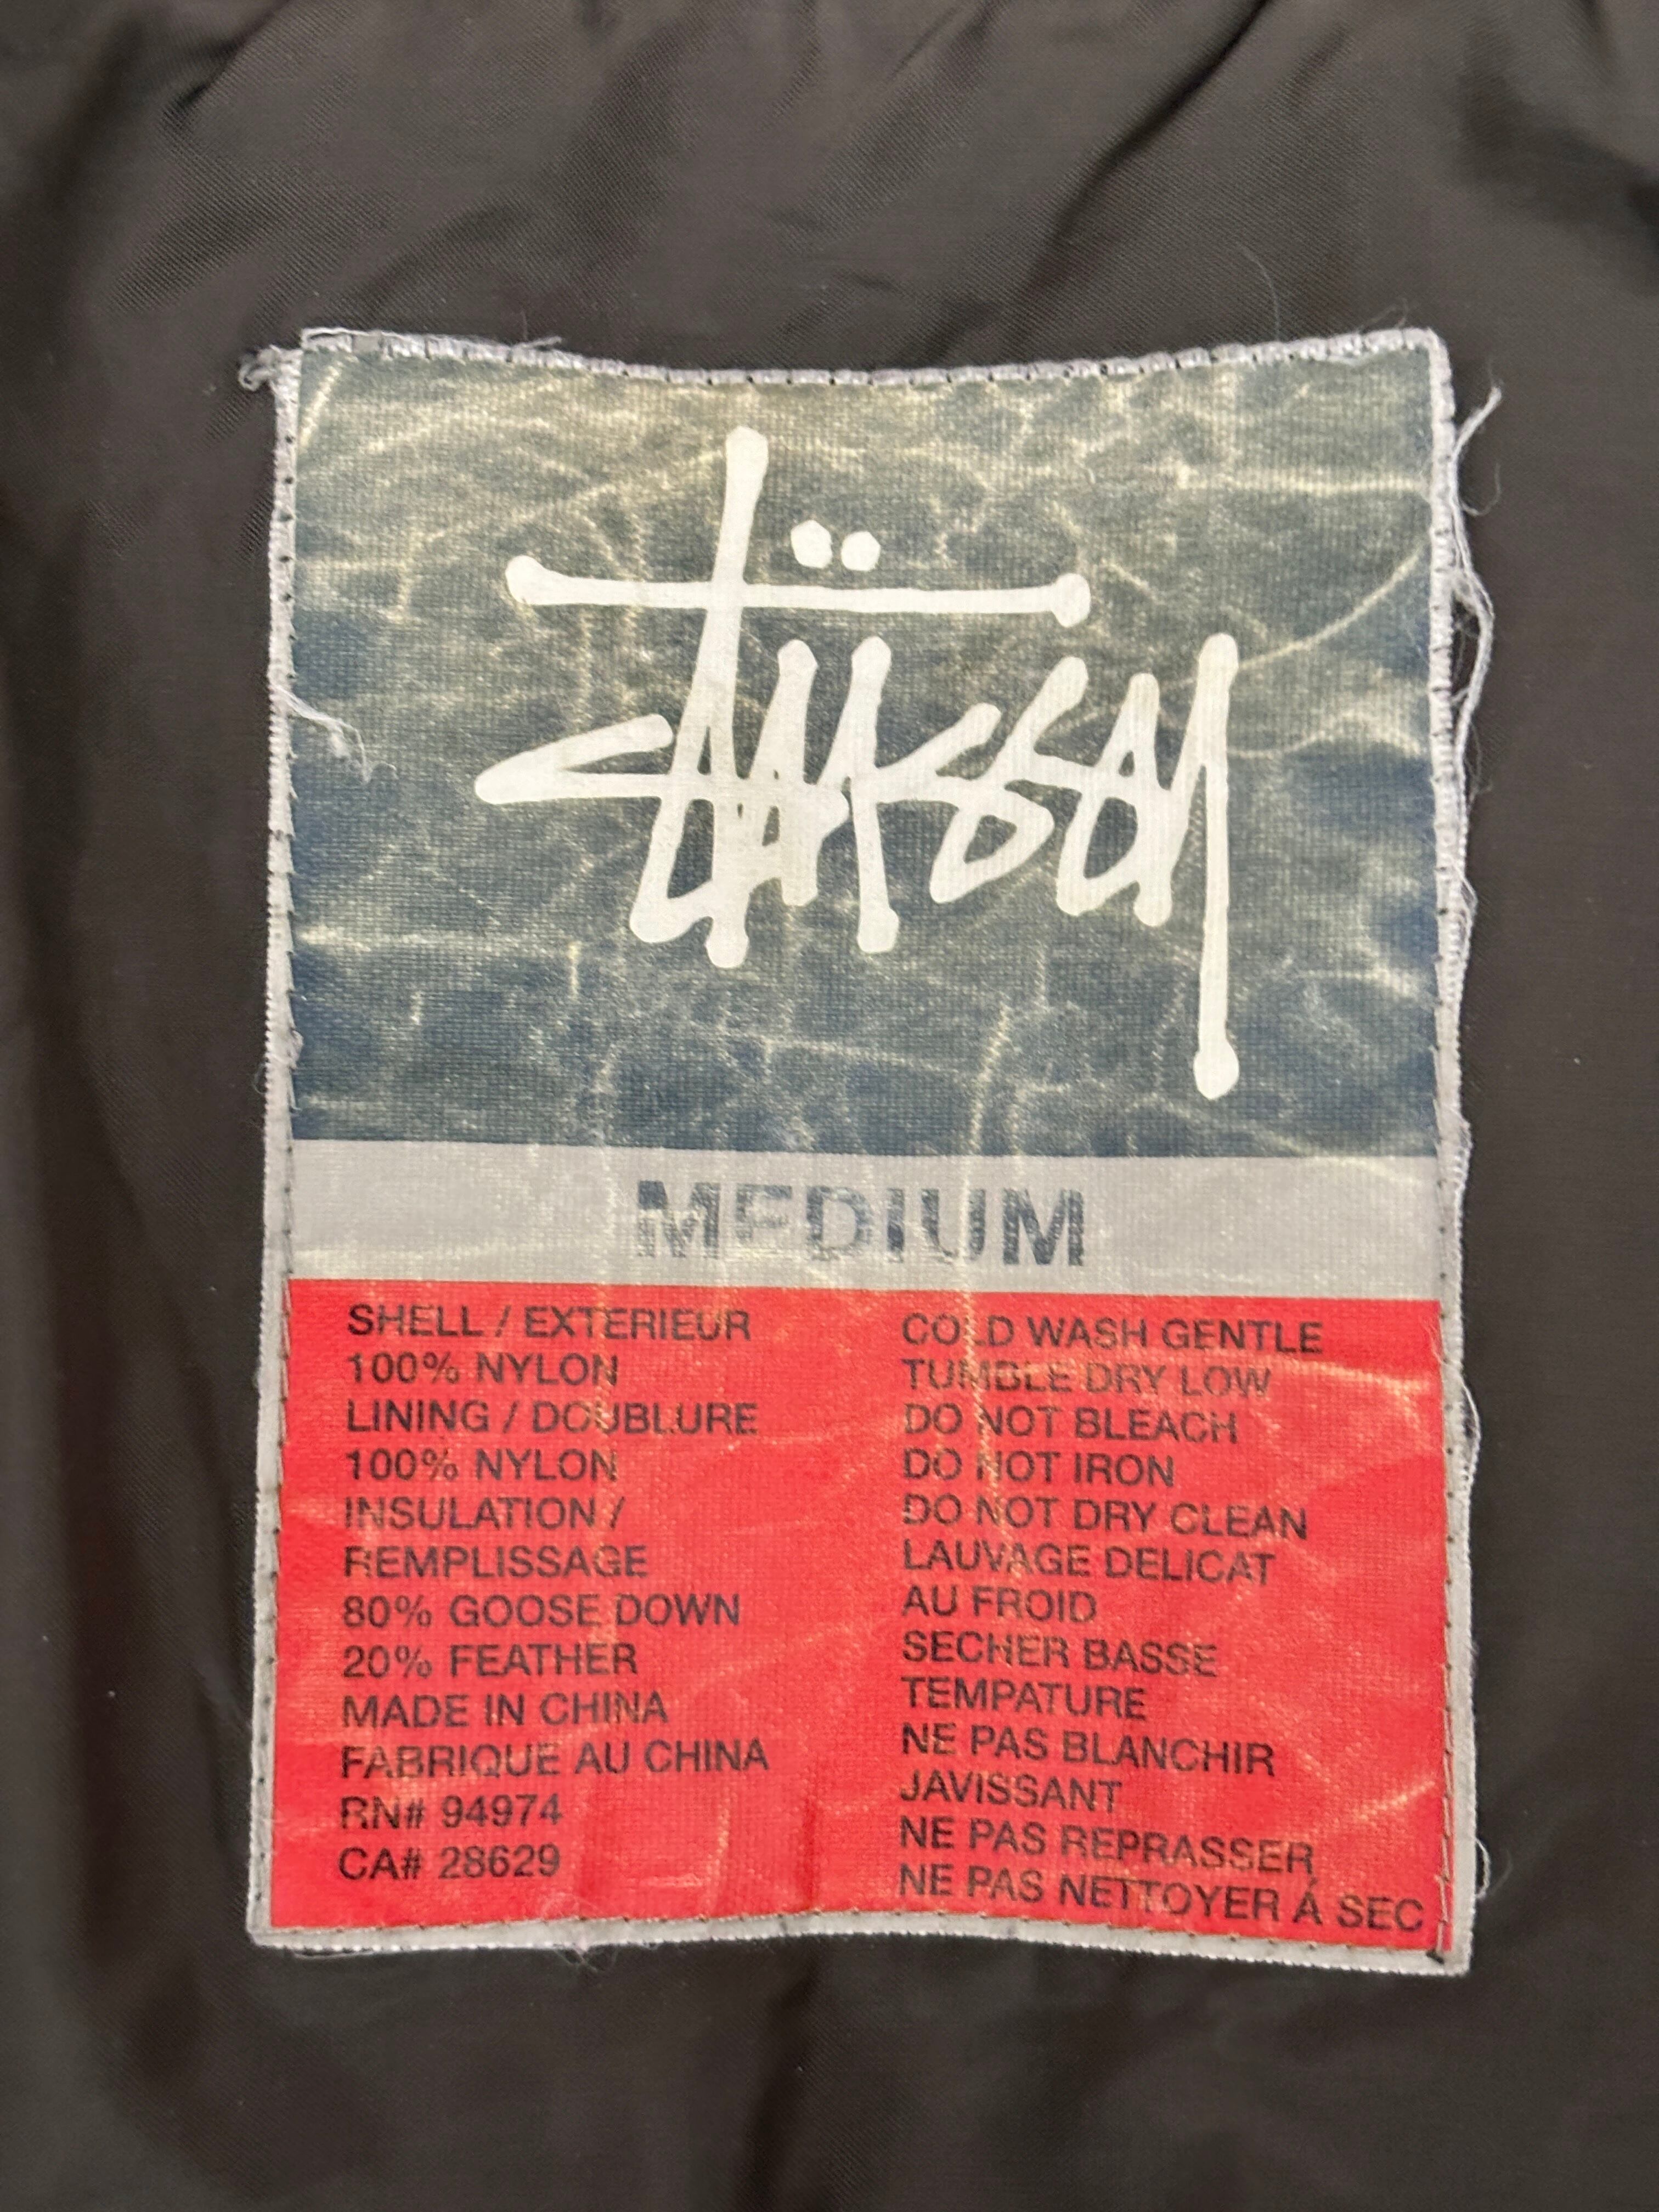 Stüssy
MEDIUM
SHELL / EXTERIEUR
100% NYLON
LINING / DOUBLURE
100% NYLON
INSULATION /
REMPLISSAGE
80% GOOSE DOWN
20% FEATHER
MADE IN CHINA
FABRIQUE AU CHINA
RN# 94974
CA# 28629
COLD WASH GENTLE
TUMBLE DRY LOW
DO NOT BLEACH
DO NOT IRON
DO NOT DRY CLEAN
LAUVAGE DELICAT
AU FROID
SECHER BASSE
TEMPATURE
NE PAS BLANCHIR
JAVISSANT
NE PAS REPRASSER
NE PAS NETTOYER Á SEC